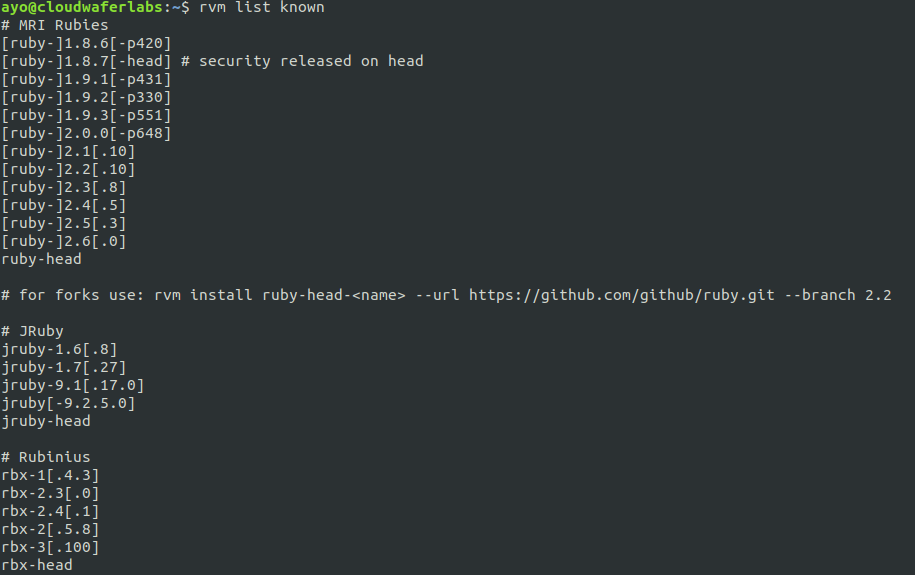 ayo@cloudwaferlabs:~$ rvm list known
# MRI Rubies
[ruby-]1.8.6[-p420]
[ruby-]1.8.7[-head] # security released on head
[ruby-]1.9.1[-p431]
[ruby-]1.9.2[-p330]
[ruby-]1.9.3[-p551]
[ruby-]2.0.0[-p648]
[ruby-]2.1[.10]
[ruby-]2.2[.10]
[ruby-]2.3[.8]
[ruby-]2.4[.5]
[ruby-]2.5[.3]
[ruby-]2.6[.0]
ruby-head
# for forks use: rvm install ruby-head-<name> --url https://github.com/github/ruby.git --branch 2.2
# JRuby
jruby-1.6[.8]
jruby-1.7[.27]
jruby-9.1[.17.0]
jruby[-9.2.5.0]
jruby-head
# Rubinius
rbx-1[.4.3]
rbx-2.3[.0]
rbx-2.4[.1]
rbx-2[.5.8]
rbx-3[.100]
rbx-head